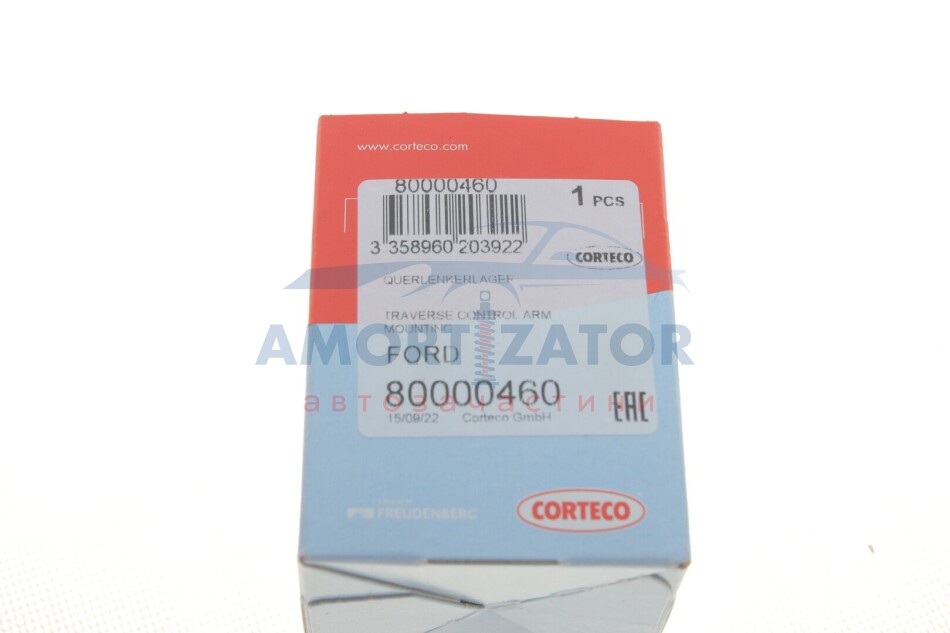 www.corteco.com
80000460
1 PCS
3 358960 203922
CORTECO
QUERLENKERLAGER
TRAVERSE CONTROL ARM
MOUNTING
AMORTIZATOR
FORD
80000460
автозапчастини
15/09/22 Corteco GmbH
EAC
FREUDENBERG
CORTECO